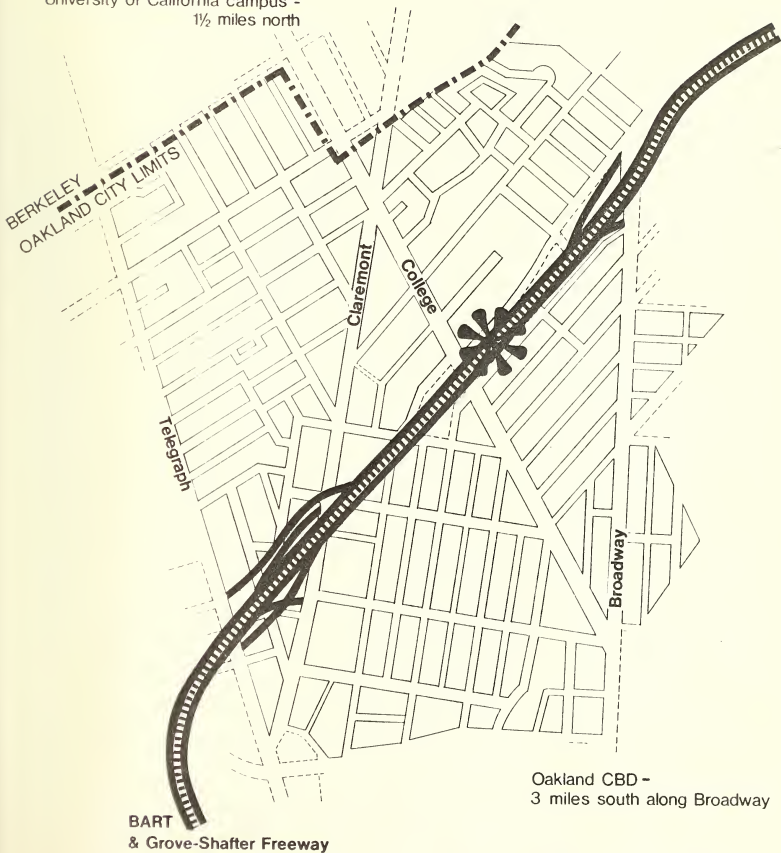 University of California campus -
1½ miles north
BERKELEY
OAKLAND CITY LIMITS
Claremont
College
Telegraph
Broadway
Oakland CBD -
3 miles south along Broadway
BART
& Grove-Shafter Freeway